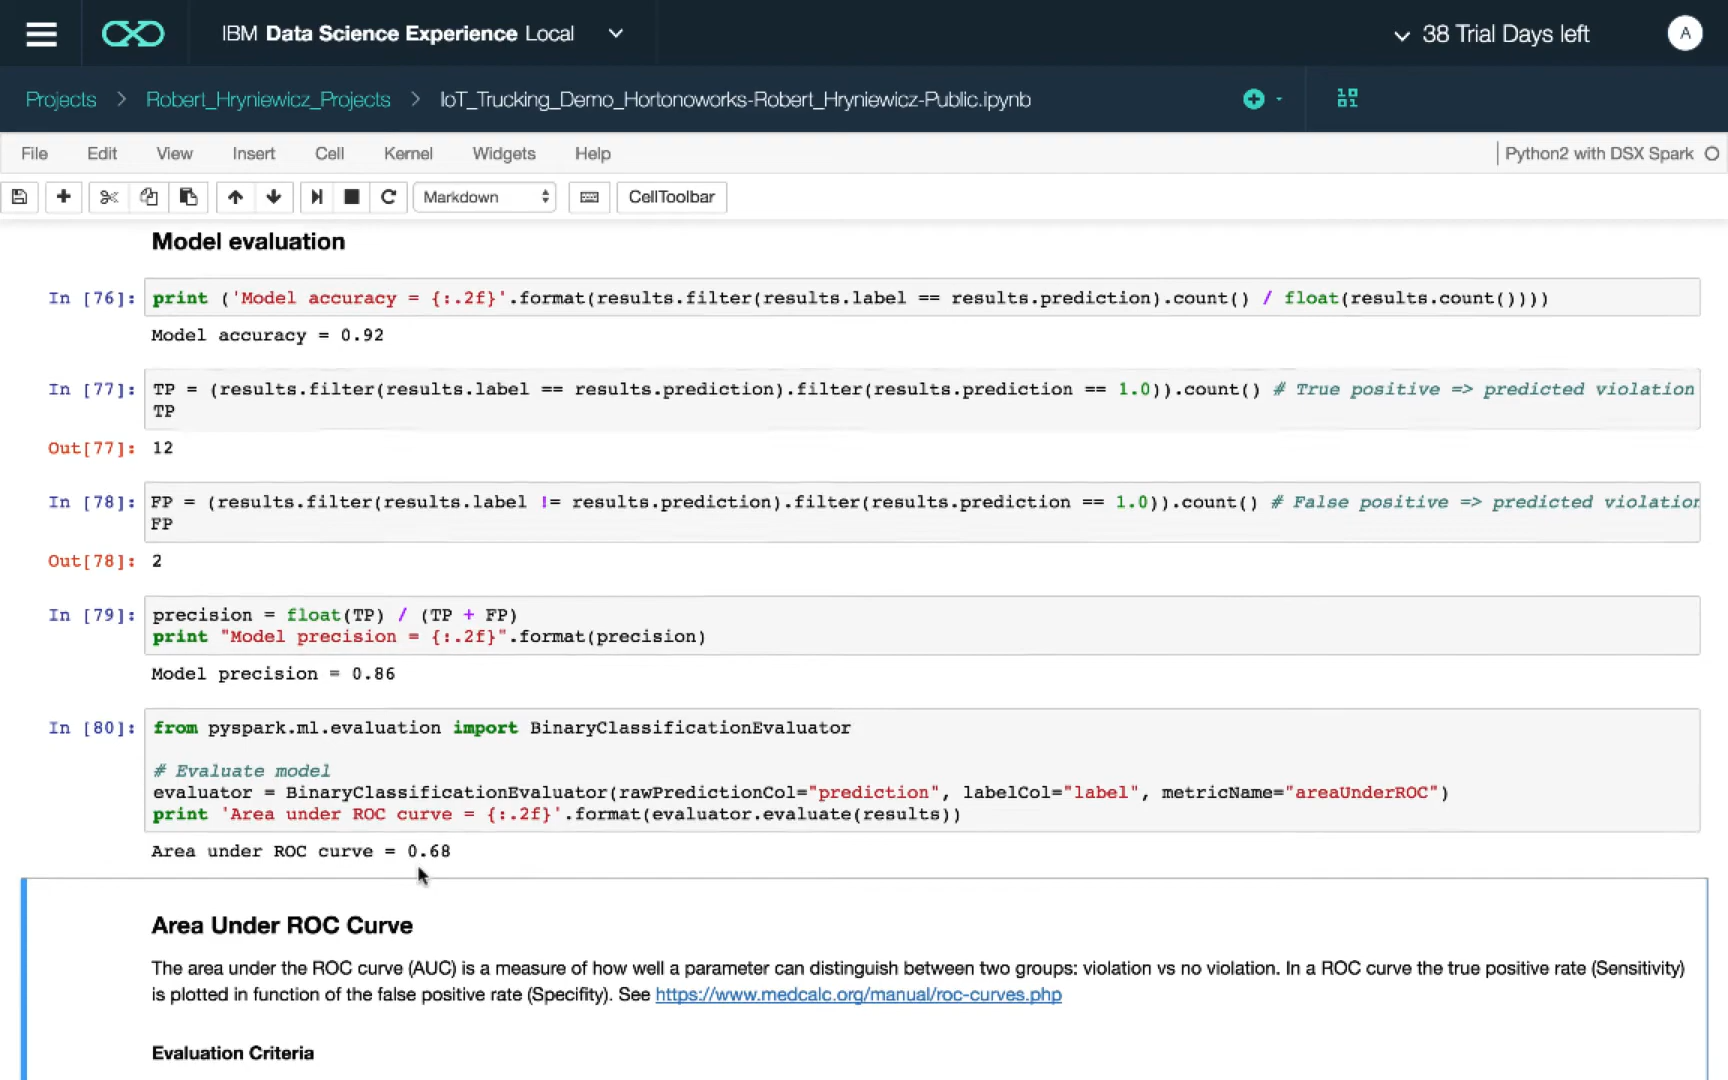 IBM Data Science Experience Local
38 Trial Days left
A
Projects > Robert_Hryniewicz_Projects > IoT_Trucking_Demo_Hortonoworks-Robert_Hryniewicz-Public.ipynb
File Edit View Insert Cell Kernel Widgets Help
Python2 with DSX Spark
Markdown
CellToolbar
Model evaluation
In [76]: print ('Model accuracy = {:.2f}'.format(results.filter(results.label == results.prediction).count() / float(results.count())))
Model accuracy = 0.92
In [77]: TP = (results.filter(results.label == results.prediction).filter(results.prediction == 1.0)).count() # True positive => predicted violation
TP
Out[77]: 12
In [78]: FP = (results.filter(results.label != results.prediction).filter(results.prediction == 1.0)).count() # False positive => predicted violation
FP
Out[78]: 2
In [79]: precision = float(TP) / (TP + FP)
print "Model precision = {:.2f}".format(precision)
Model precision = 0.86
In [80]: from pyspark.ml.evaluation import BinaryClassificationEvaluator
# Evaluate model
evaluator = BinaryClassificationEvaluator(rawPredictionCol="prediction", labelCol="label", metricName="areaUnderROC")
print 'Area under ROC curve = {:.2f}'.format(evaluator.evaluate(results))
Area under ROC curve = 0.68
Area Under ROC Curve
The area under the ROC curve (AUC) is a measure of how well a parameter can distinguish between two groups: violation vs no violation. In a ROC curve the true positive rate (Sensitivity)
is plotted in function of the false positive rate (Specifity). See https://www.medcalc.org/manual/roc-curves.php
Evaluation Criteria